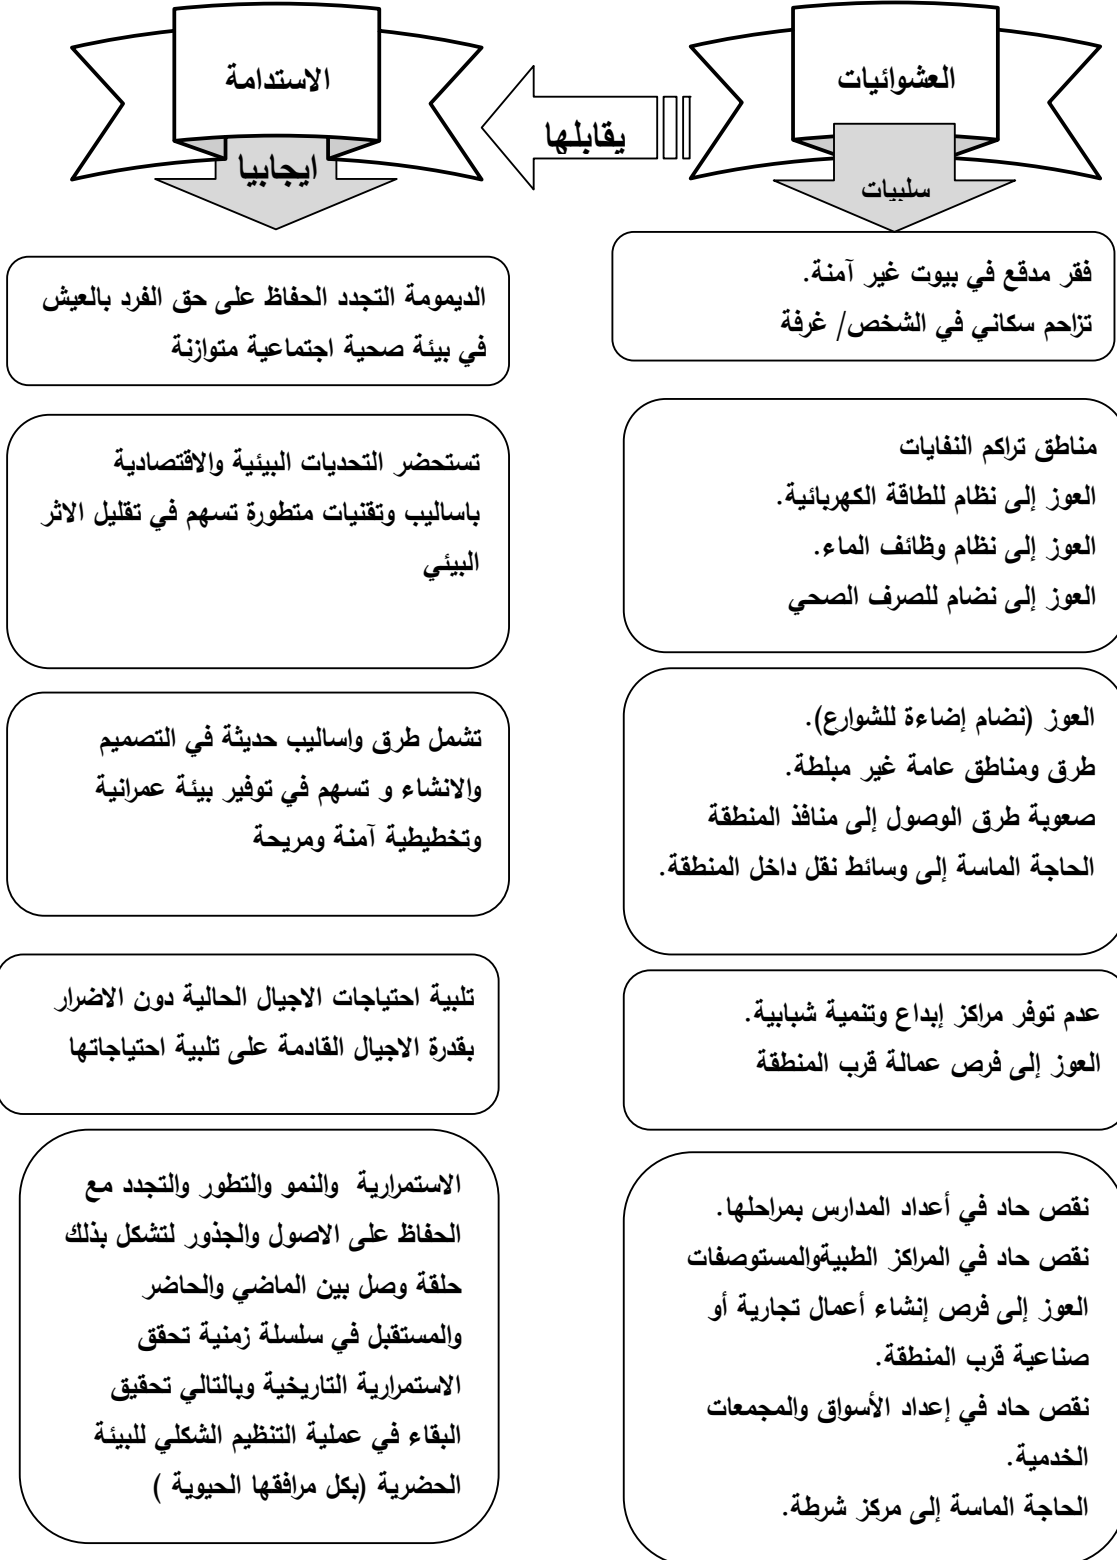 العشوائيات
يقابلها
الاستدامة
سلبيات
ايجابيا
فقر مدقع في بيوت غير آمنة.
تزاحم سكاني في الشخص/ غرفة
الديمومة التجدد الحفاظ على حق الفرد بالعيش
في بيئة صحية اجتماعية متوازنة
مناطق تراكم النفايات
العوز إلى نظام للطاقة الكهربائية.
العوز إلى نظام وظائف الماء.
العوز إلى نضام للصرف الصحي
تستحضر التحديات البيئية والاقتصادية
باساليب وتقنيات متطورة تسهم في تقليل الاثر
البيئي
العوز (نضام إضاءة للشوارع).
طرق ومناطق عامة غير مبلطة.
صعوبة طرق الوصول إلى منافذ المنطقة
الحاجة الماسة إلى وسائط نقل داخل المنطقة.
تشمل طرق واساليب حديثة في التصميم
والانشاء و تسهم في توفير بيئة عمرانية
وتخطيطية آمنة ومريحة
عدم توفر مراكز إبداع وتنمية شبابية.
العوز إلى فرص عمالة قرب المنطقة
تلبية احتياجات الاجيال الحالية دون الاضرار
بقدرة الاجيال القادمة على تلبية احتياجاتها
نقص حاد في أعداد المدارس بمراحلها.
نقص حاد في المراكز الطبيةوالمستوصفات
العوز إلى فرص إنشاء أعمال تجارية أو
صناعية قرب المنطقة.
نقص حاد في إعداد الأسواق والمجمعات
الخدمية.
الحاجة الماسة إلى مركز شرطة.
الاستمرارية والنمو والتطور والتجدد مع
الحفاظ على الاصول والجذور لتشكل بذلك
حلقة وصل بين الماضي والحاضر
والمستقبل في سلسلة زمنية تحقق
الاستمرارية التاريخية وبالتالي تحقيق
البقاء في عملية التنظيم الشكلي للبيئة
الحضرية (بكل مرافقها الحيوية )